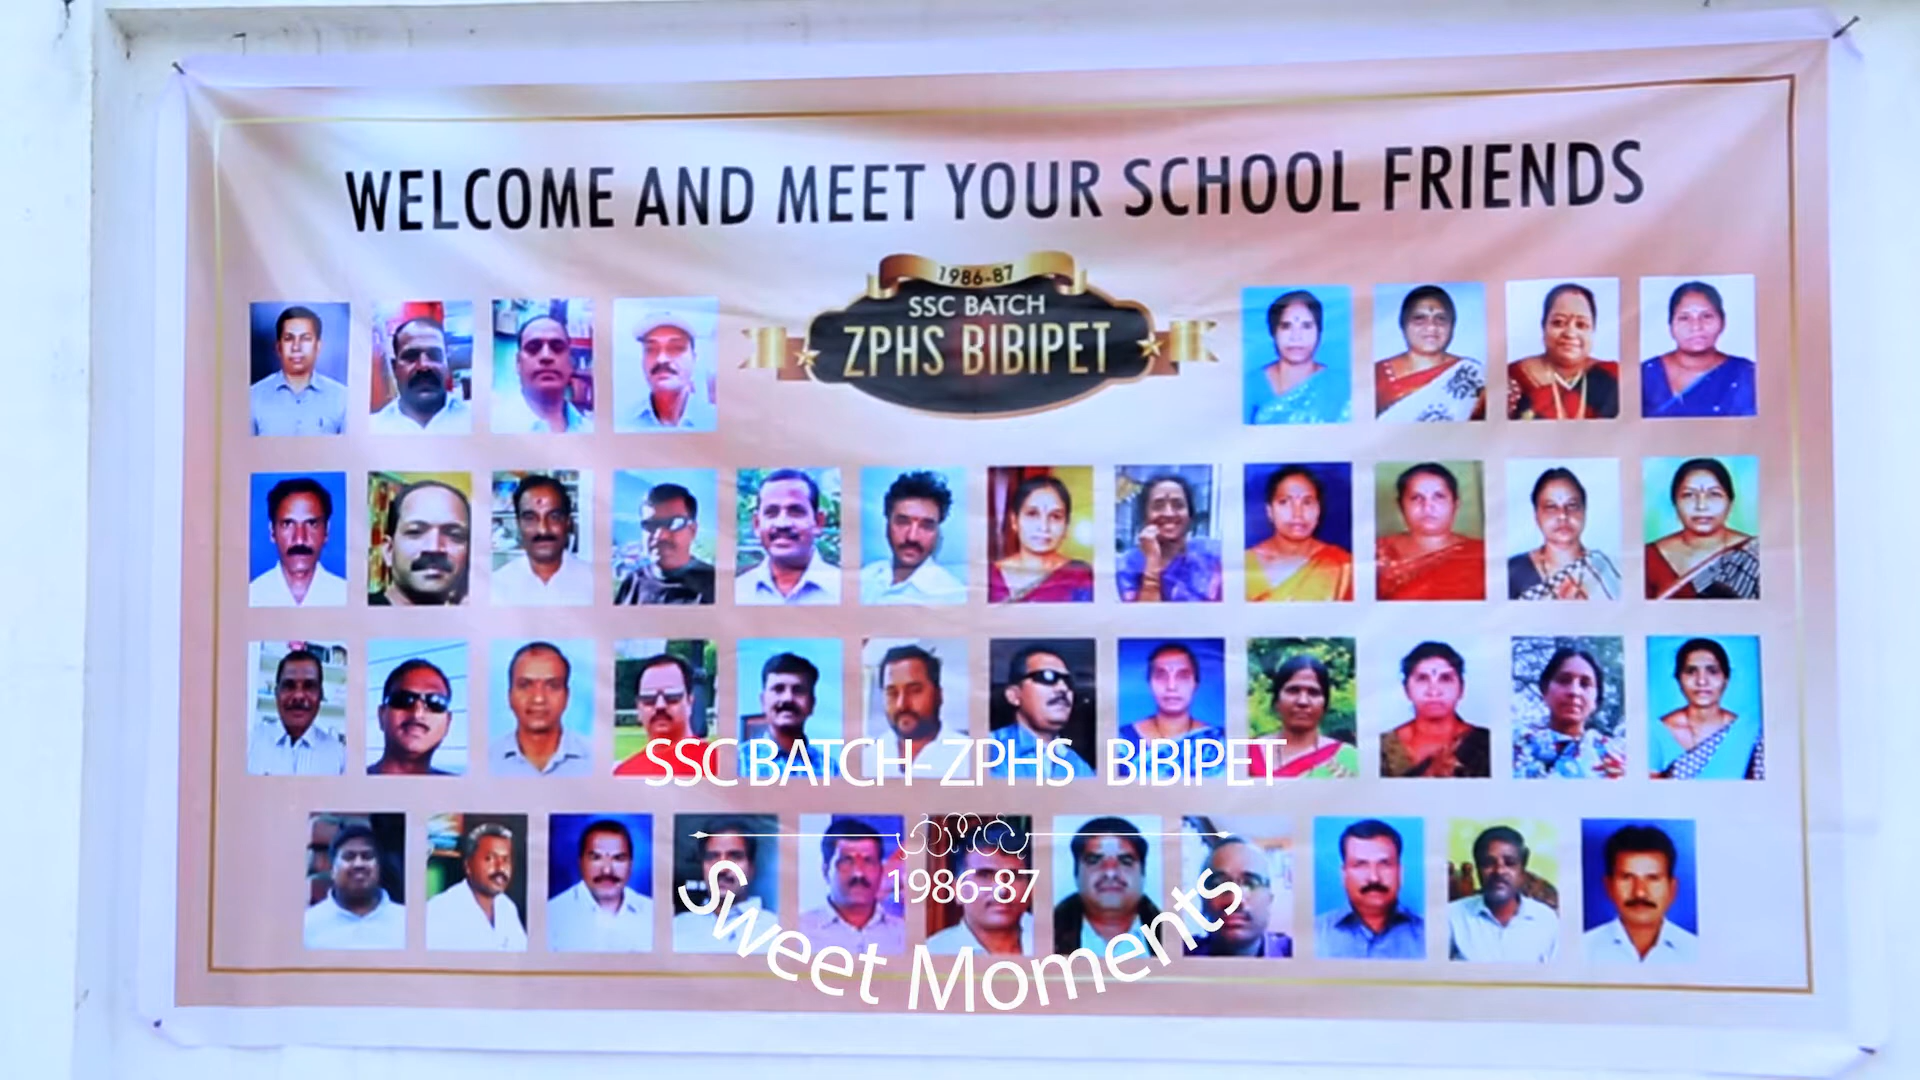 WELCOME AND MEET YOUR SCHOOL FRIENDS
1986-87
SSC BATCH
ZPHS BIBIPET
SSC BATCH- ZPHS BIBIPET
1986-87
Sweet Moments